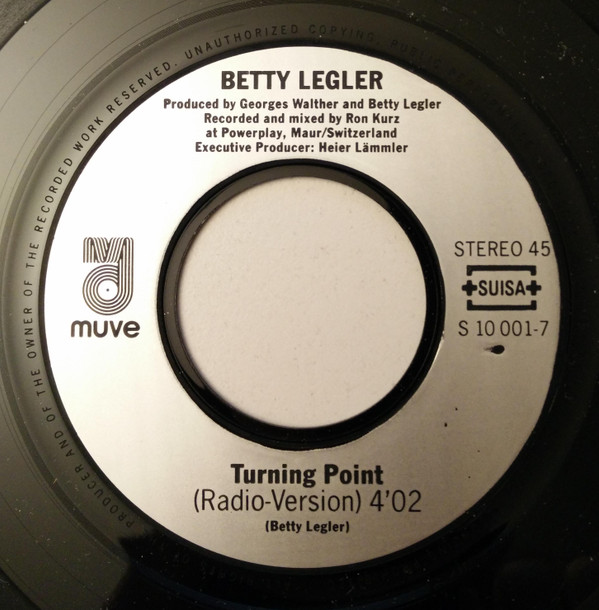 PRODUCER AND OF THE OWNER OF THE RECORDED WORK RESERVED. UNAUTHORIZED COPYING, PUBLIC
BETTY LEGLER
Produced by Georges Walther and Betty Legler
Recorded and mixed by Ron Kurz
at Powerplay, Maur/Switzerland
Executive Producer: Heier Lämmler
muve
STEREO 45
SUISA
S 10 001-7
Turning Point
(Radio-Version) 4'02
(Betty Legler)